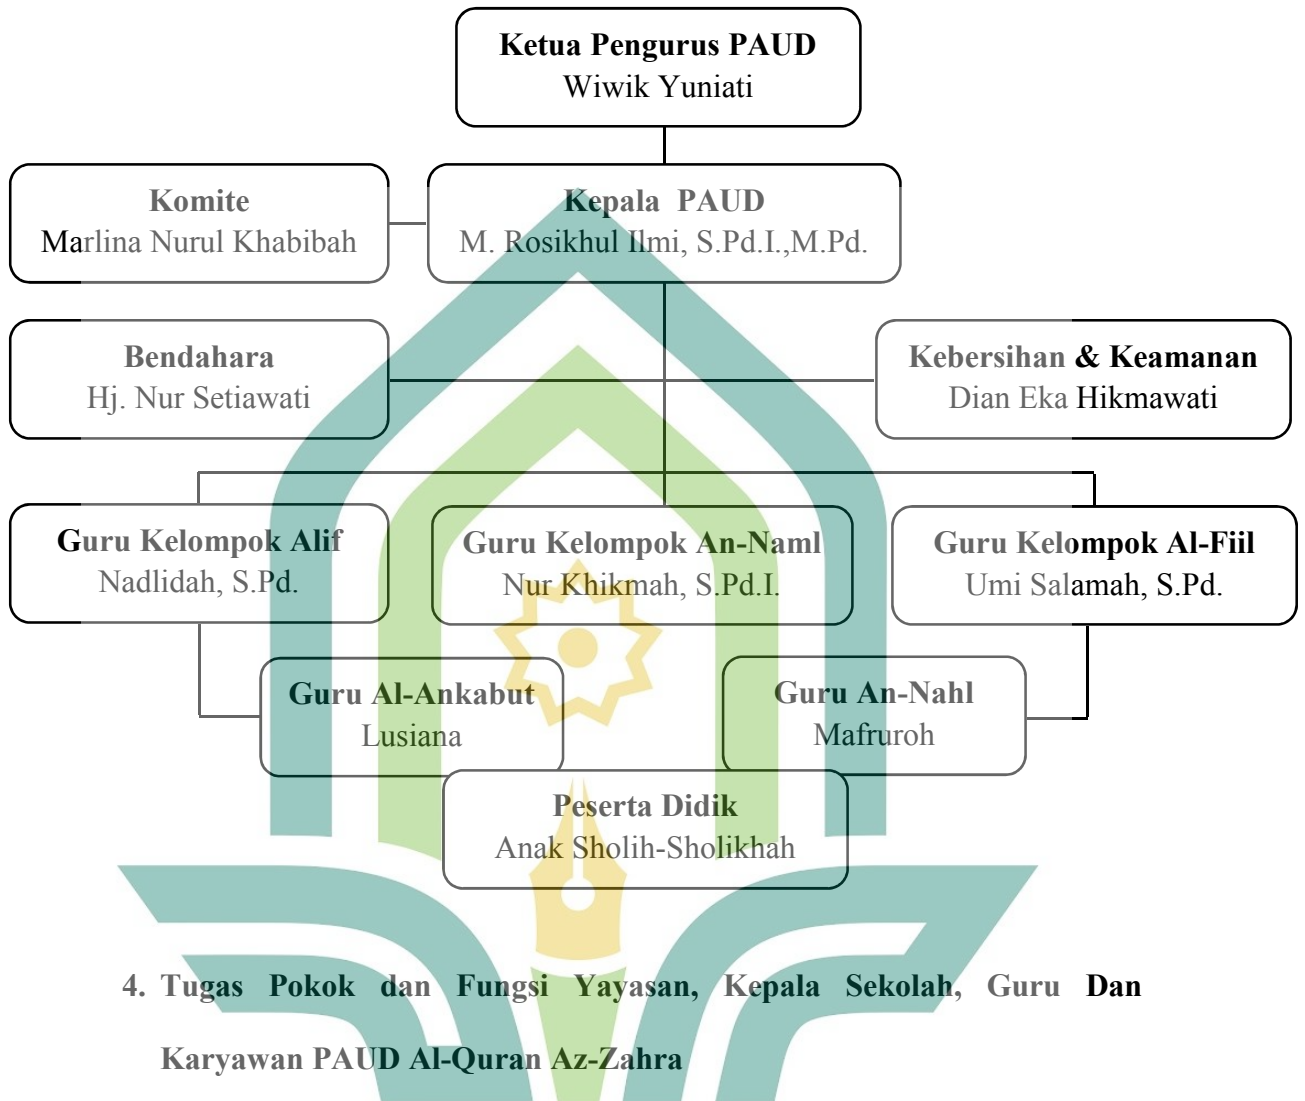 Ketua Pengurus PAUD
Wiwik Yuniati
Komite
Marlina Nurul Khabibah
Kepala PAUD
M. Rosikhul Ilmi, S.Pd.I.,M.Pd.
Bendahara
Hj. Nur Setiawati
Kebersihan & Keamanan
Dian Eka Hikmawati
Guru Kelompok Alif
Nadlidah, S.Pd.
Guru Kelompok An-Naml
Nur Khikmah, S.Pd.I.
Guru Kelompok Al-Fiil
Umi Salamah, S.Pd.
Guru Al-Ankabut
Lusiana
Guru An-Nahl
Mafruroh
Peserta Didik
Anak Sholih-Sholikhah
4. Tugas Pokok dan Fungsi Yayasan, Kepala Sekolah, Guru Dan
Karyawan PAUD Al-Quran Az-Zahra